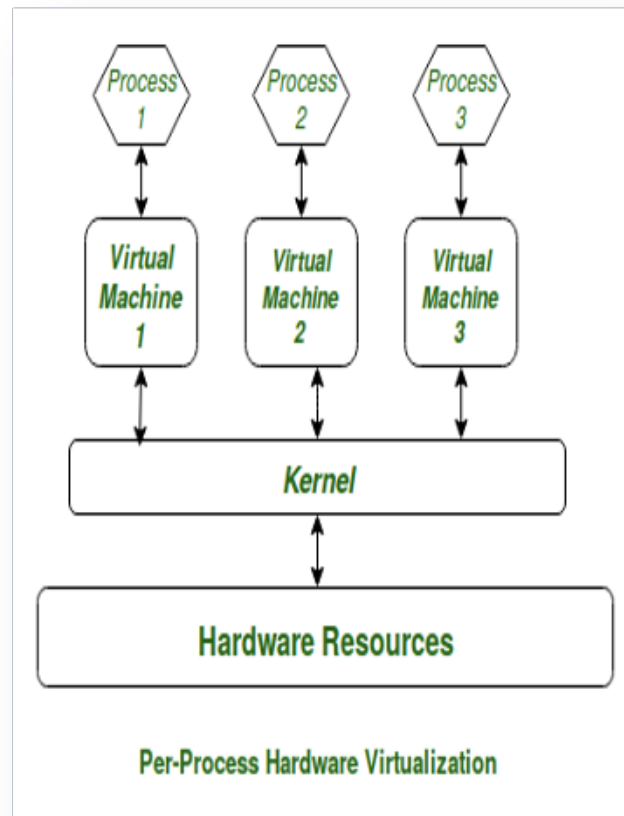 Process
1
Process
2
Process
3
Virtual
Machine
1
Virtual
Machine
2
Virtual
Machine
3
Kernel
Hardware Resources
Per-Process Hardware Virtualization